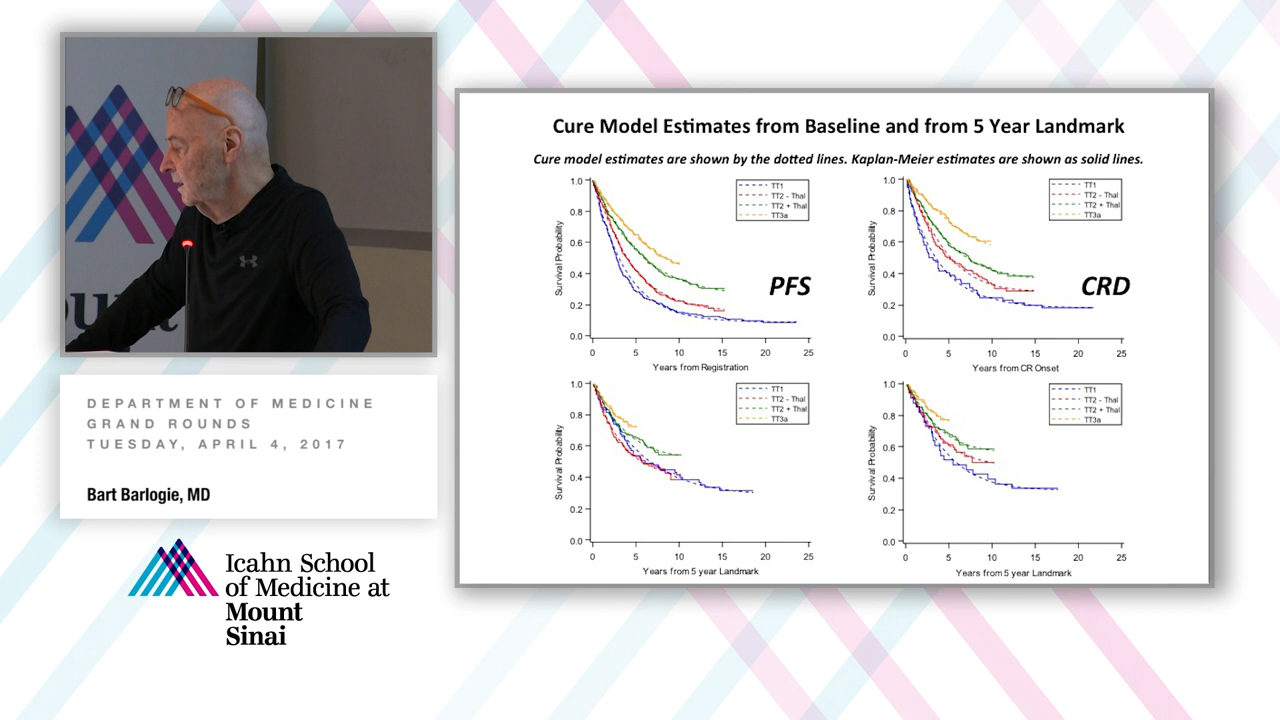 DEPARTMENT OF MEDICINE
GRAND ROUNDS
TUESDAY, APRIL 4, 2017
Bart Barlogie, MD
Icahn School
of Medicine at
Mount
Sinai
Cure Model Estimates from Baseline and from 5 Year Landmark
Cure model estimates are shown by the dotted lines. Kaplan-Meier estimates are shown as solid lines.
Survival Probability
1.0
0.8
0.6
0.4
0.2
0.0
TT1
TT2 - Thal
TT2 + Thal
TT3a
PFS
0 5 10 15 20 25
Years from Registration
Survival Probability
1.0
0.8
0.6
0.4
0.2
0.0
TT1
TT2 - Thal
TT2 + Thal
TT3a
CRD
0 5 10 15 20 25
Years from CR Onset
Survival Probability
1.0
0.8
0.6
0.4
0.2
0.0
TT1
TT2 - Thal
TT2 + Thal
TT3a
0 5 10 15 20 25
Years from 5 year Landmark
Survival Probability
1.0
0.8
0.6
0.4
0.2
0.0
TT1
TT2 - Thal
TT2 + Thal
TT3a
0 5 10 15 20 25
Years from 5 year Landmark